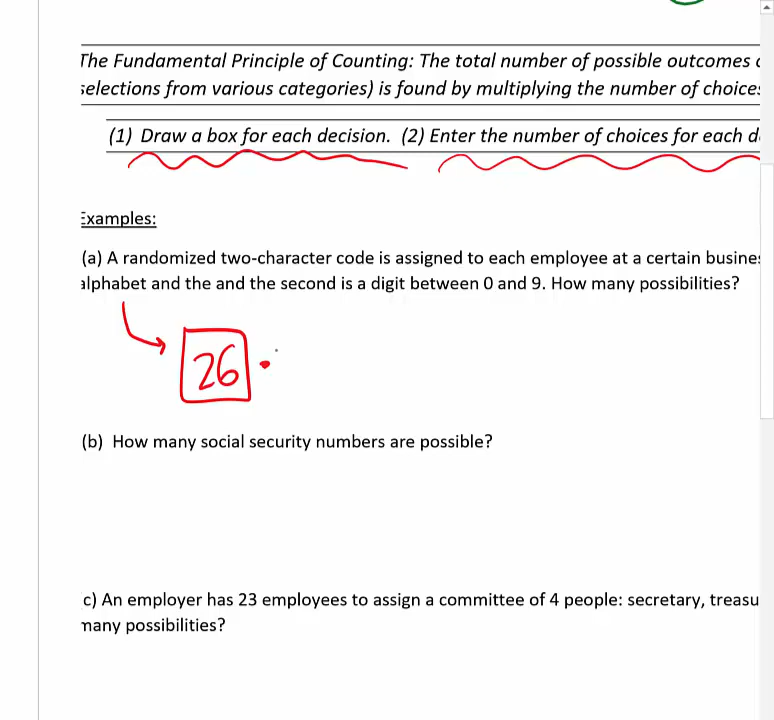 The Fundamental Principle of Counting: The total number of possible outcomes
selections from various categories) is found by multiplying the number of choices
(1) Draw a box for each decision. (2) Enter the number of choices for each d
Examples:
(a) A randomized two-character code is assigned to each employee at a certain busines
alphabet and the and the second is a digit between 0 and 9. How many possibilities?
26 ·
(b) How many social security numbers are possible?
c) An employer has 23 employees to assign a committee of 4 people: secretary, treasu
many possibilities?